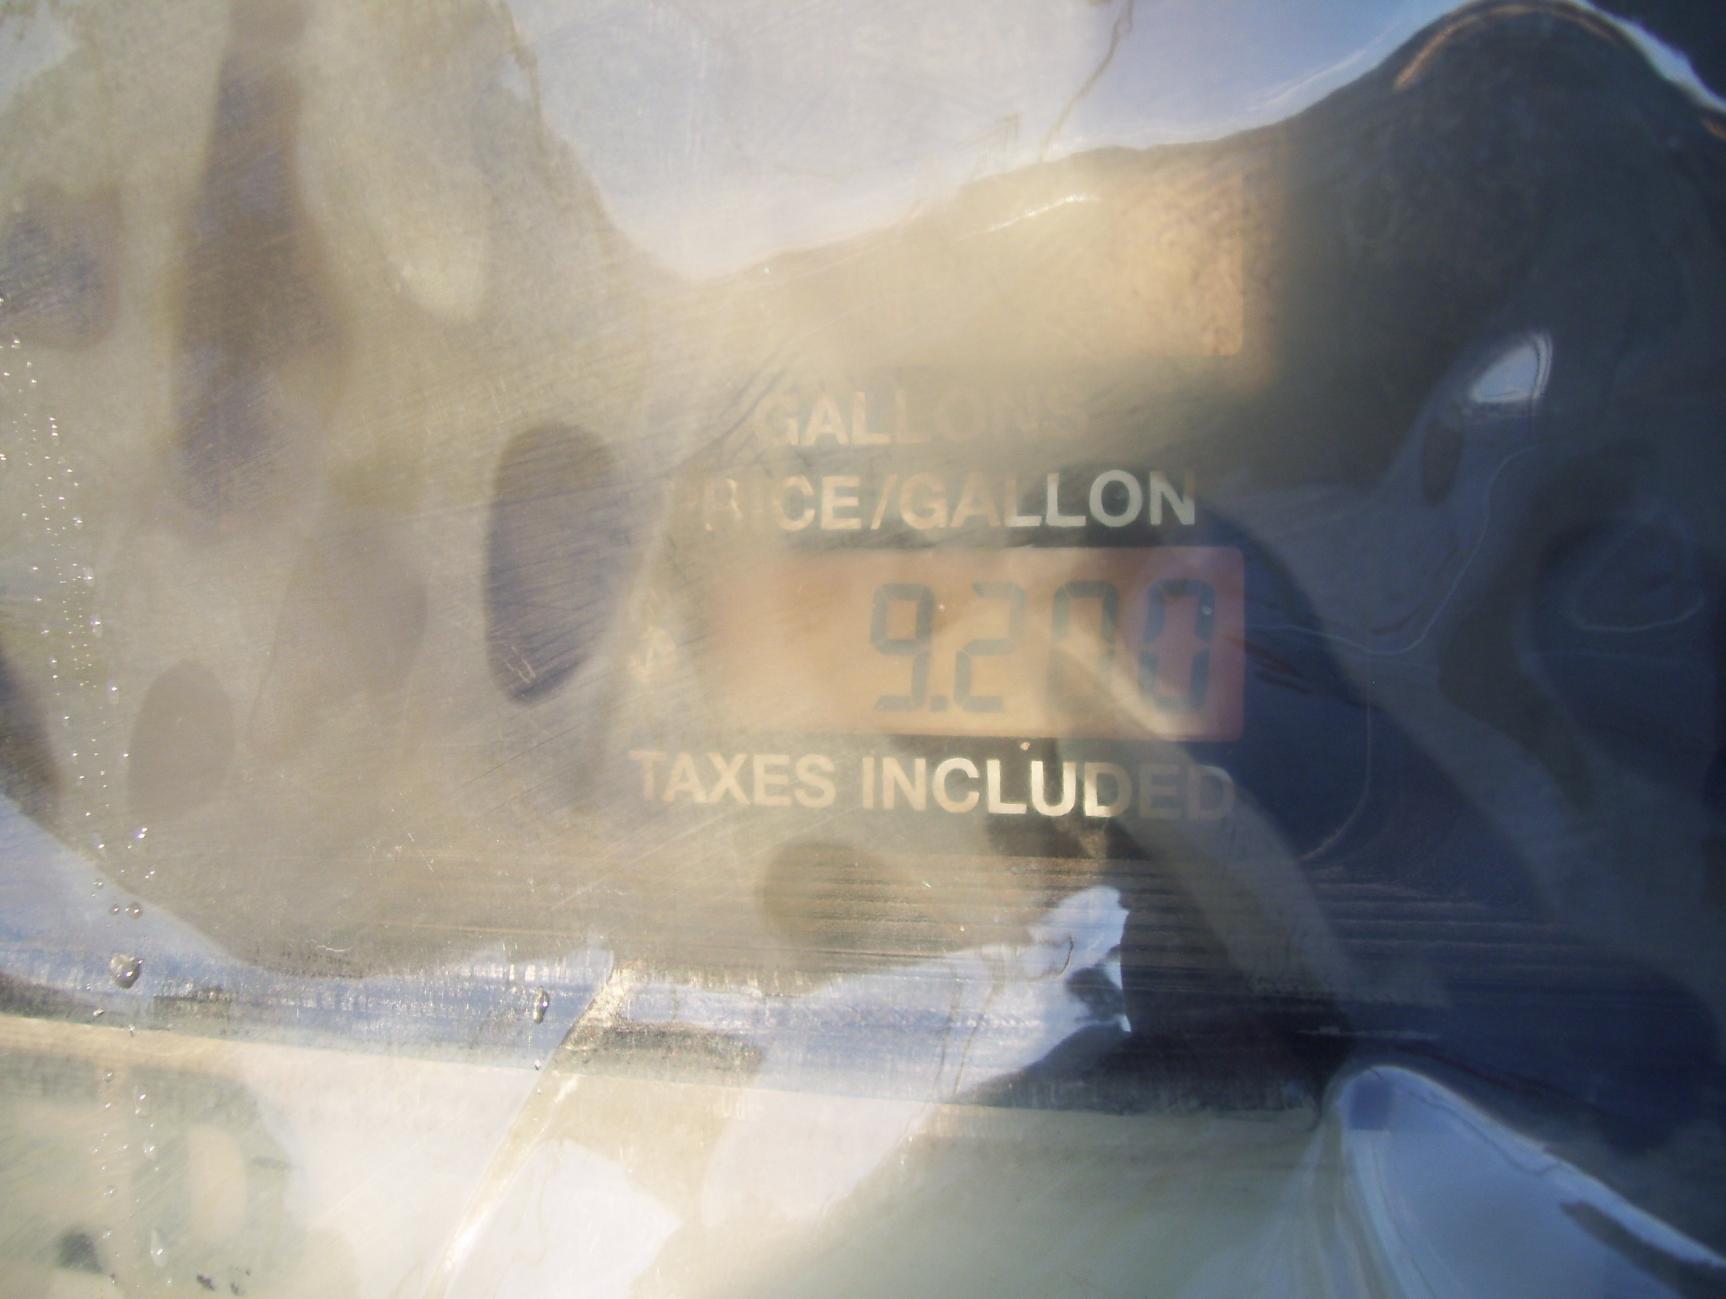 GALLONS
PRICE/GALLON
$ 9.200
TAXES INCLUDED